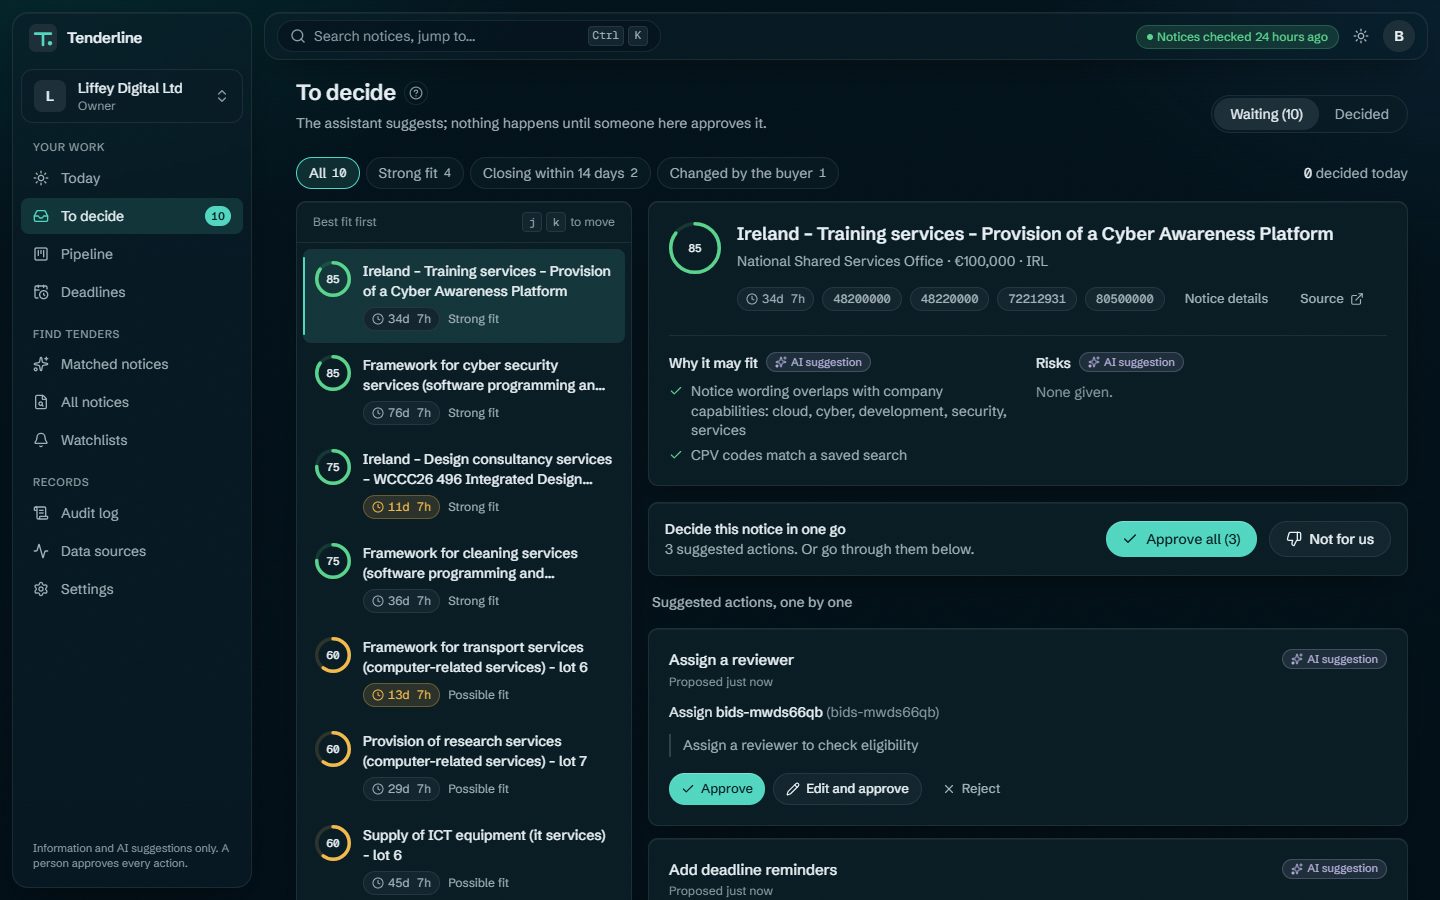 Tenderline
L
Liffey Digital Ltd
Owner
YOUR WORK
Today
To decide
10
Pipeline
Deadlines
FIND TENDERS
Matched notices
All notices
Watchlists
RECORDS
Audit log
Data sources
Settings
Information and AI suggestions only. A
person approves every action.
Search notices, jump to...
Ctrl K
Notices checked 24 hours ago
B
To decide
The assistant suggests; nothing happens until someone here approves it.
Waiting (10)
Decided
All 10
Strong fit 4
Closing within 14 days 2
Changed by the buyer 1
0 decided today
Best fit first
j k to move
85
Ireland – Training services – Provision
of a Cyber Awareness Platform
34d 7h
Strong fit
85
Framework for cyber security
services (software programming an...
76d 7h
Strong fit
75
Ireland – Design consultancy services
– WCCC26 496 Integrated Design...
11d 7h
Strong fit
75
Framework for cleaning services
(software programming and...
36d 7h
Strong fit
60
Framework for transport services
(computer-related services) – lot 6
13d 7h
Possible fit
60
Provision of research services
(computer-related services) – lot 7
29d 7h
Possible fit
60
Supply of ICT equipment (it services)
– lot 6
45d 7h
Possible fit
85
Ireland – Training services – Provision of a Cyber Awareness Platform
National Shared Services Office · €100,000 · IRL
34d 7h
48200000
48220000
72212931
80500000
Notice details
Source
Why it may fit
AI suggestion
Notice wording overlaps with company
capabilities: cloud, cyber, development, security,
services
CPV codes match a saved search
Risks
AI suggestion
None given.
Decide this notice in one go
3 suggested actions. Or go through them below.
Approve all (3)
Not for us
Suggested actions, one by one
Assign a reviewer
AI suggestion
Proposed just now
Assign bids-mwds66qb (bids-mwds66qb)
Assign a reviewer to check eligibility
Approve
Edit and approve
Reject
Add deadline reminders
AI suggestion
Proposed just now